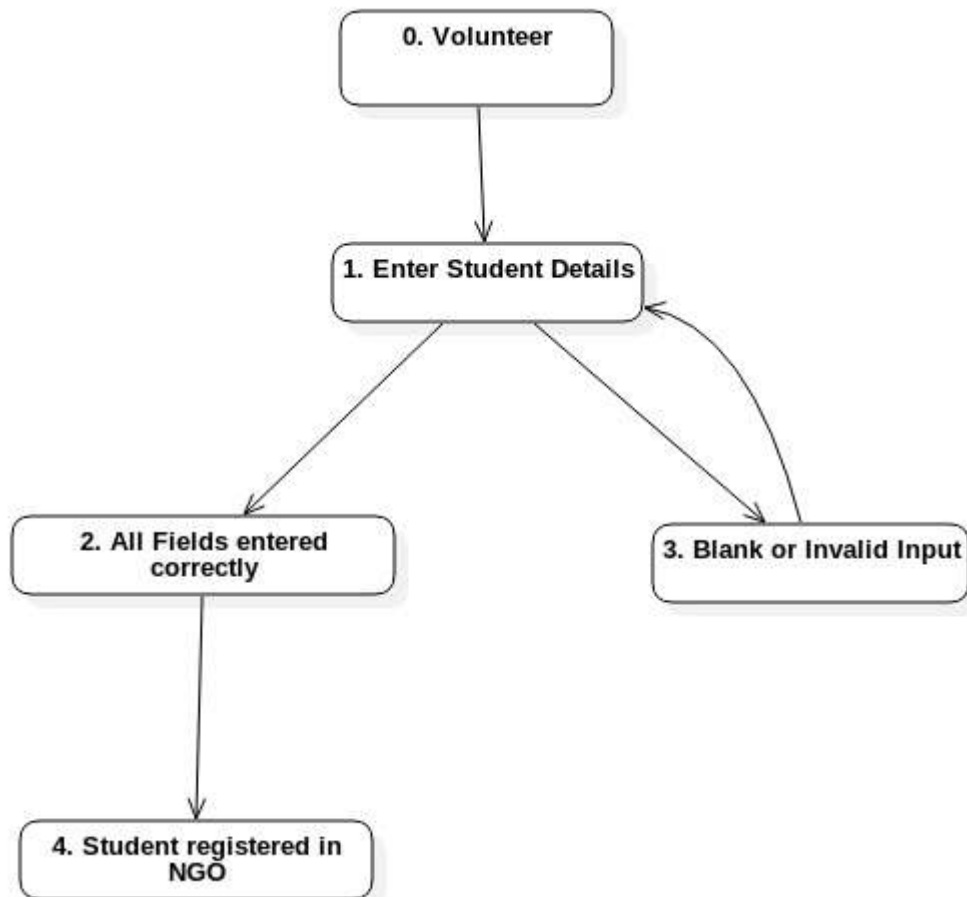 0. Volunteer
1. Enter Student Details
2. All Fields entered
correctly
3. Blank or Invalid Input
4. Student registered in
NGO